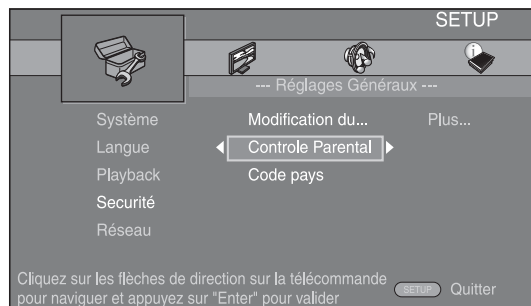 SETUP
--- Réglages Généraux ---
Système
Modification du...
Plus...
Langue
Controle Parental
Playback
Code pays
Securité
Réseau
Cliquez sur les flèches de direction sur la télécommande
pour naviguer et appuyez sur "Enter" pour valider
SETUP Quitter